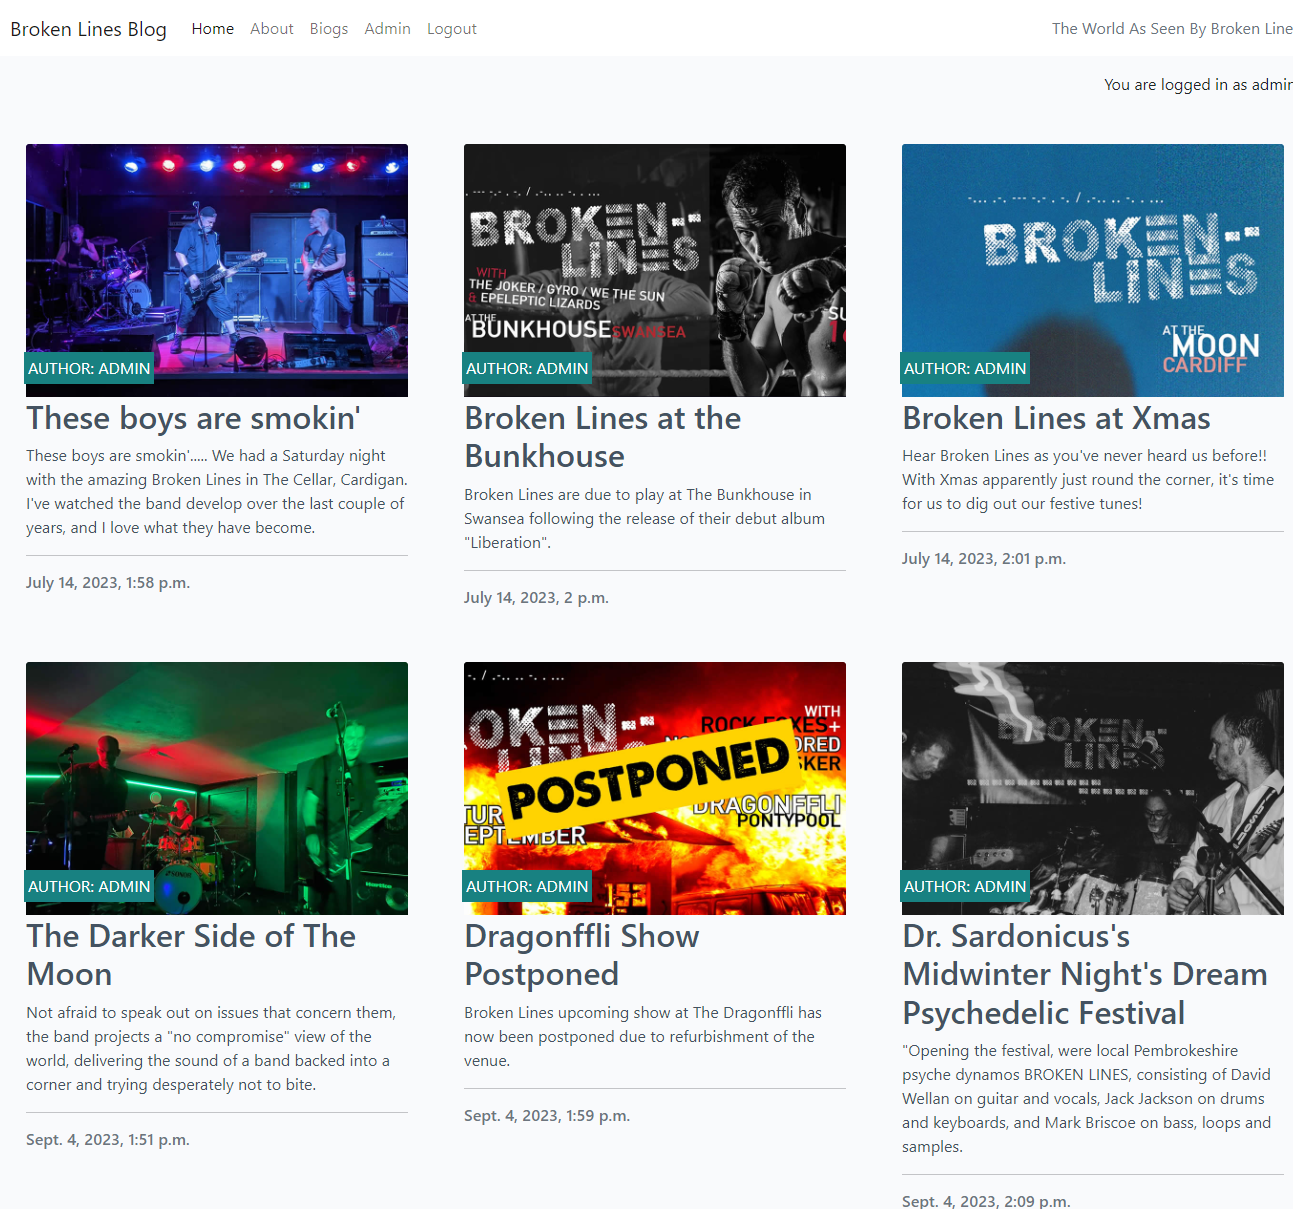 Broken Lines Blog Home About Biogs Admin Logout The World As Seen By Broken Line
You are logged in as admin
AUTHOR: ADMIN
These boys are smokin'
These boys are smokin'..... We had a Saturday night
with the amazing Broken Lines in The Cellar, Cardigan.
I've watched the band develop over the last couple of
years, and I love what they have become.
July 14, 2023, 1:58 p.m.
BROKEN--
LINES
WITH
THE JOKER / GYRO / WE THE SUN
& EPELEPTIC LIZARDS
AT THE
BUNKHOUSE SWANSEA
SU
AUTHOR: ADMIN
Broken Lines at the
Bunkhouse
Broken Lines are due to play at The Bunkhouse in
Swansea following the release of their debut album
"Liberation".
July 14, 2023, 2 p.m.
BROKEN--
LINES
AT THE
MOON
CARDIFF
AUTHOR: ADMIN
Broken Lines at Xmas
Hear Broken Lines as you've never heard us before!!
With Xmas apparently just round the corner, it's time
for us to dig out our festive tunes!
July 14, 2023, 2:01 p.m.
SONOR
AUTHOR: ADMIN
The Darker Side of The
Moon
Not afraid to speak out on issues that concern them,
the band projects a "no compromise" view of the
world, delivering the sound of a band backed into a
corner and trying desperately not to bite.
Sept. 4, 2023, 1:51 p.m.
OKEN--
WITH
ORED
SKER
POSTPONED
TUR
EPTEMBER
DRAGONFFLI
PONTYPOOL
AUTHOR: ADMIN
Dragonffli Show
Postponed
Broken Lines upcoming show at The Dragonffli has
now been postponed due to refurbishment of the
venue.
Sept. 4, 2023, 1:59 p.m.
BROKEN--
LINES
AUTHOR: ADMIN
Dr. Sardonicus's
Midwinter Night's Dream
Psychedelic Festival
"Opening the festival, were local Pembrokeshire
psyche dynamos BROKEN LINES, consisting of David
Wellan on guitar and vocals, Jack Jackson on drums
and keyboards, and Mark Briscoe on bass, loops and
samples.
Sept. 4, 2023, 2:09 p.m.